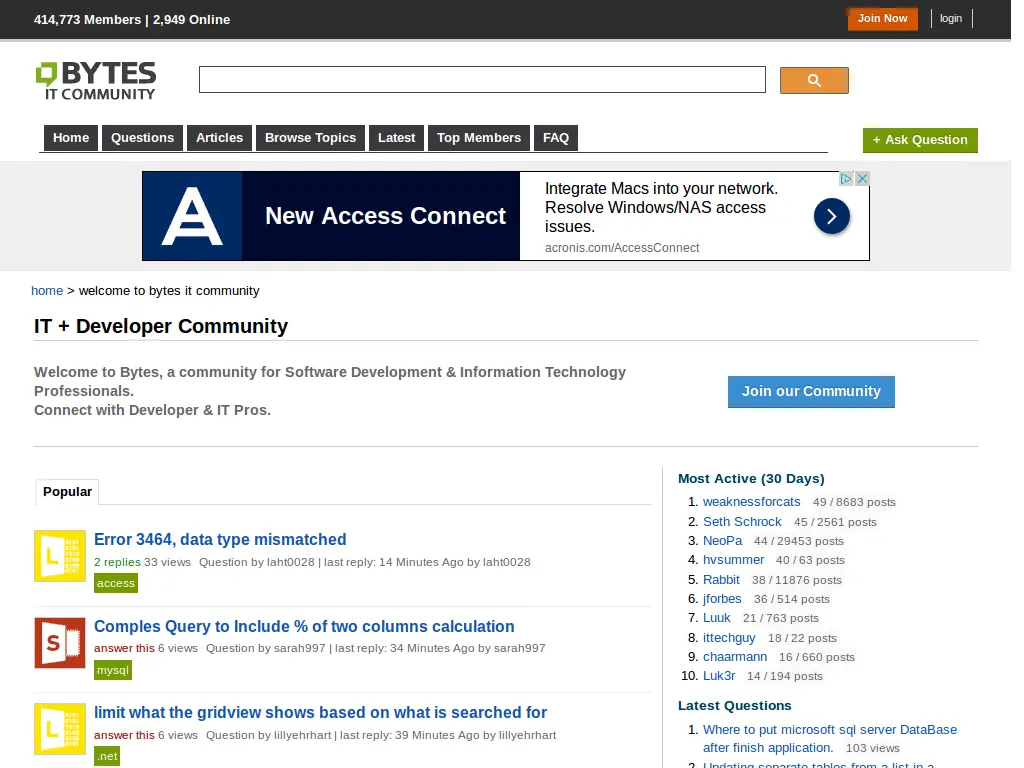 414,773 Members | 2,949 Online
Join Now
login
BYTES
IT COMMUNITY
Home
Questions
Articles
Browse Topics
Latest
Top Members
FAQ
+ Ask Question
New Access Connect
Integrate Macs into your network.
Resolve Windows/NAS access
issues.
acronis.com/AccessConnect
home > welcome to bytes it community
IT + Developer Community
Welcome to Bytes, a community for Software Development & Information Technology
Professionals.
Connect with Developer & IT Pros.
Join our Community
Popular
Error 3464, data type mismatched
2 replies 33 views Question by laht0028 | last reply: 14 Minutes Ago by laht0028
access
Comples Query to Include % of two columns calculation
answer this 6 views Question by sarah997 | last reply: 34 Minutes Ago by sarah997
mysql
limit what the gridview shows based on what is searched for
answer this 6 views Question by lillyehrhart | last reply: 39 Minutes Ago by lillyehrhart
.net
Most Active (30 Days)
1. weaknessforcats 49 / 8683 posts
2. Seth Schrock 45 / 2561 posts
3. NeoPa 44 / 29453 posts
4. hvsummer 40 / 63 posts
5. Rabbit 38 / 11876 posts
6. jforbes 36 / 514 posts
7. Luuk 21 / 763 posts
8. ittechguy 18 / 22 posts
9. chaarmann 16 / 660 posts
10. Luk3r 14 / 194 posts
Latest Questions
1. Where to put microsoft sql server DataBase
after finish application. 103 views
2. Updating separate tables from a list in a